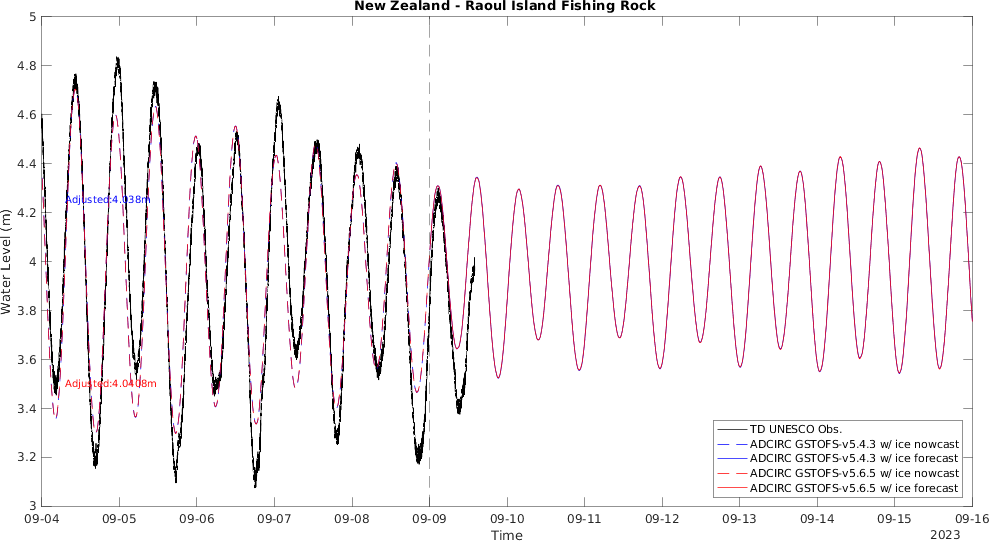 New Zealand - Raoul Island Fishing Rock
5
4.8
4.6
4.4
4.2
4
3.8
3.6
3.4
3.2
3
Water Level (m)
Adjusted:4.038m
Adjusted:4.0408m
TD UNESCO Obs.
ADCIRC GSTOFS-v5.4.3 w/ ice nowcast
ADCIRC GSTOFS-v5.4.3 w/ ice forecast
ADCIRC GSTOFS-v5.6.5 w/ ice nowcast
ADCIRC GSTOFS-v5.6.5 w/ ice forecast
09-04 09-05 09-06 09-07 09-08 09-09 09-10 09-11 09-12 09-13 09-14 09-15 09-16
Time
2023